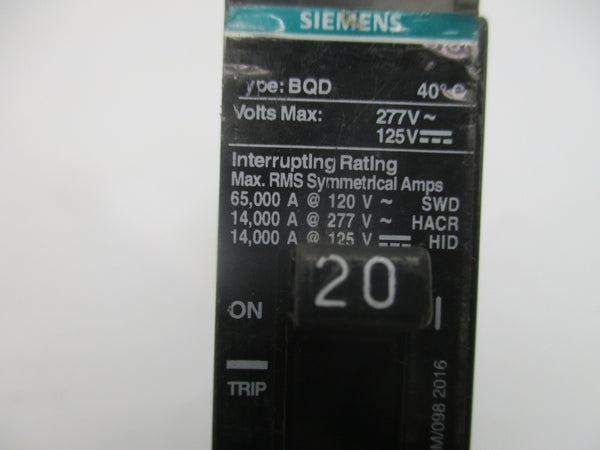 SIEMENS
ype: BQD 40°C
Volts Max: 277V ~
125V ⎓
Interrupting Rating
Max. RMS Symmetrical Amps
65,000 A @ 120 V ~ SWD
14,000 A @ 277 V ~ HACR
14,000 A @ 125 V ⎓ HID
20
ON |
TRIP
M/098 2016